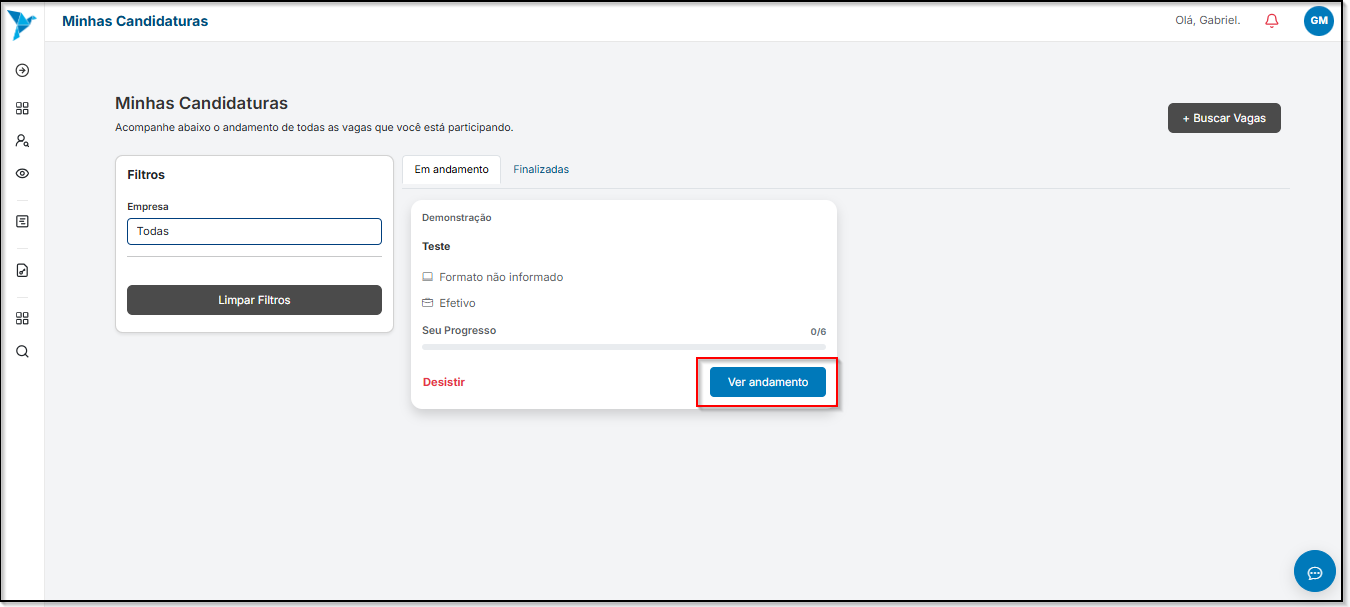 Minhas Candidaturas
Olá, Gabriel.
GM
Minhas Candidaturas
Acompanhe abaixo o andamento de todas as vagas que você está participando.
+ Buscar Vagas
Filtros
Empresa
Todas
Limpar Filtros
Em andamento
Finalizadas
Demonstração
Teste
Formato não informado
Efetivo
Seu Progresso
0/6
Desistir
Ver andamento